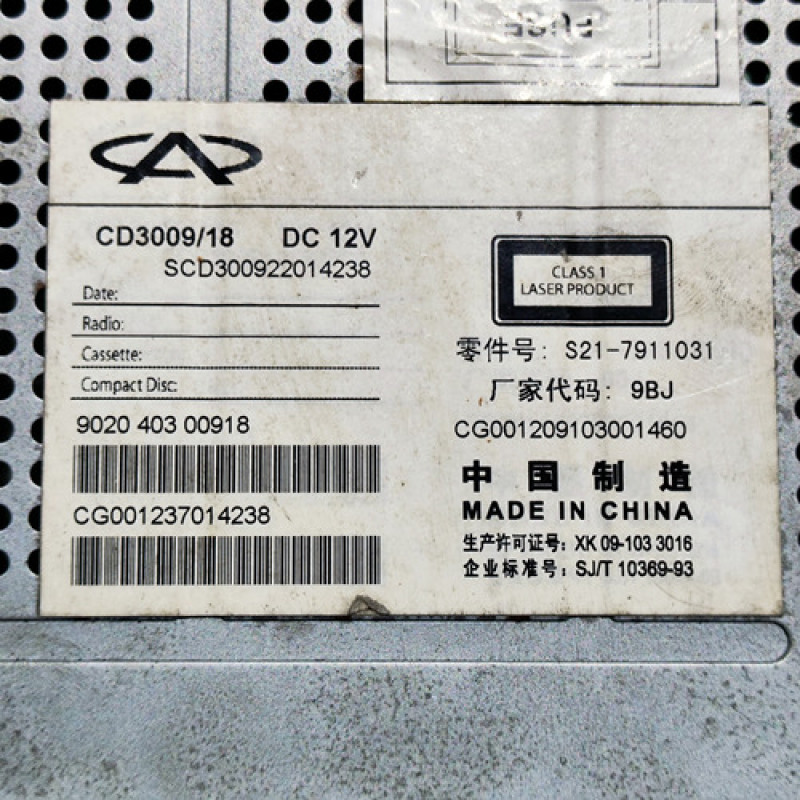 FUSE
CD3009/18 DC 12V
SCD300922014238
Date:
Radio:
Cassette:
Compact Disc:
9020 403 00918
CG001237014238
CLASS 1
LASER PRODUCT
零件号: S21-7911031
厂家代码: 9BJ
CG001209103001460
中国制造
MADE IN CHINA
生产许可证号: XK 09-103 3016
企业标准号: SJ/T 10369-93